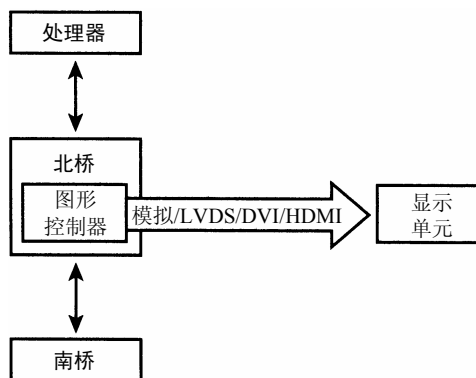 处理器
北桥
图形
控制器
模拟/LVDS/DVI/HDMI
显示
单元
南桥